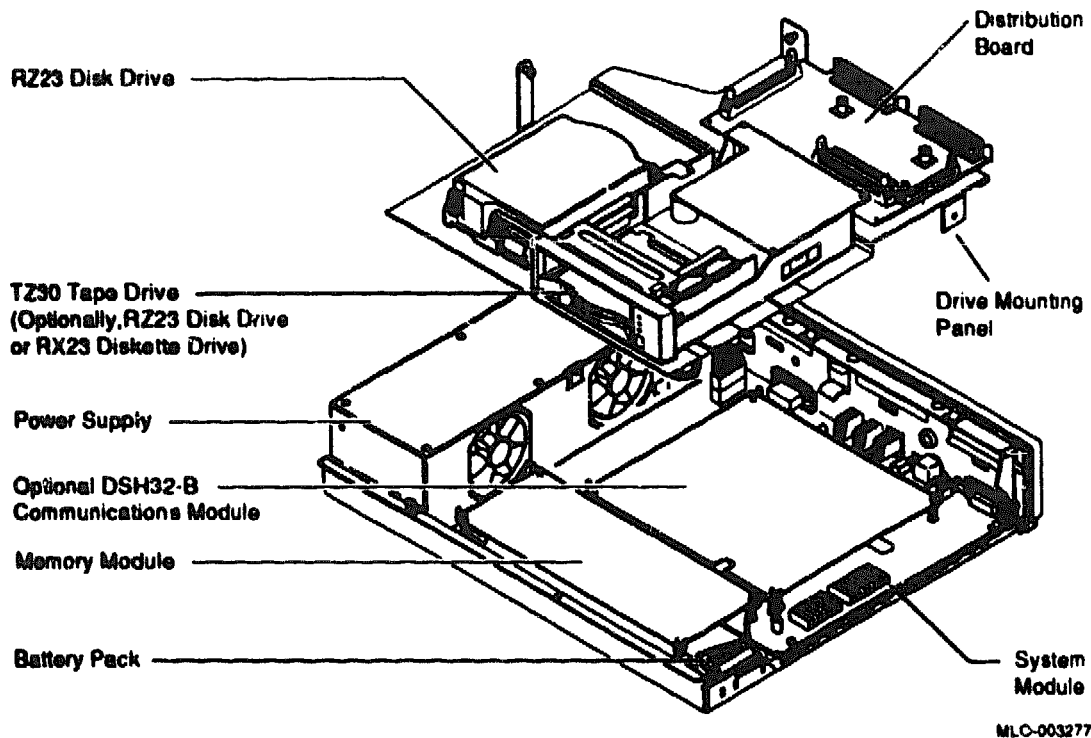 Distribution
Board
RZ23 Disk Drive
TZ30 Tape Drive
(Optionally,RZ23 Disk Drive
or RX23 Diskette Drive)
Drive Mounting
Panel
Power Supply
Optional DSH32-B
Communications Module
Memory Module
Battery Pack
System
Module
MLO-003277